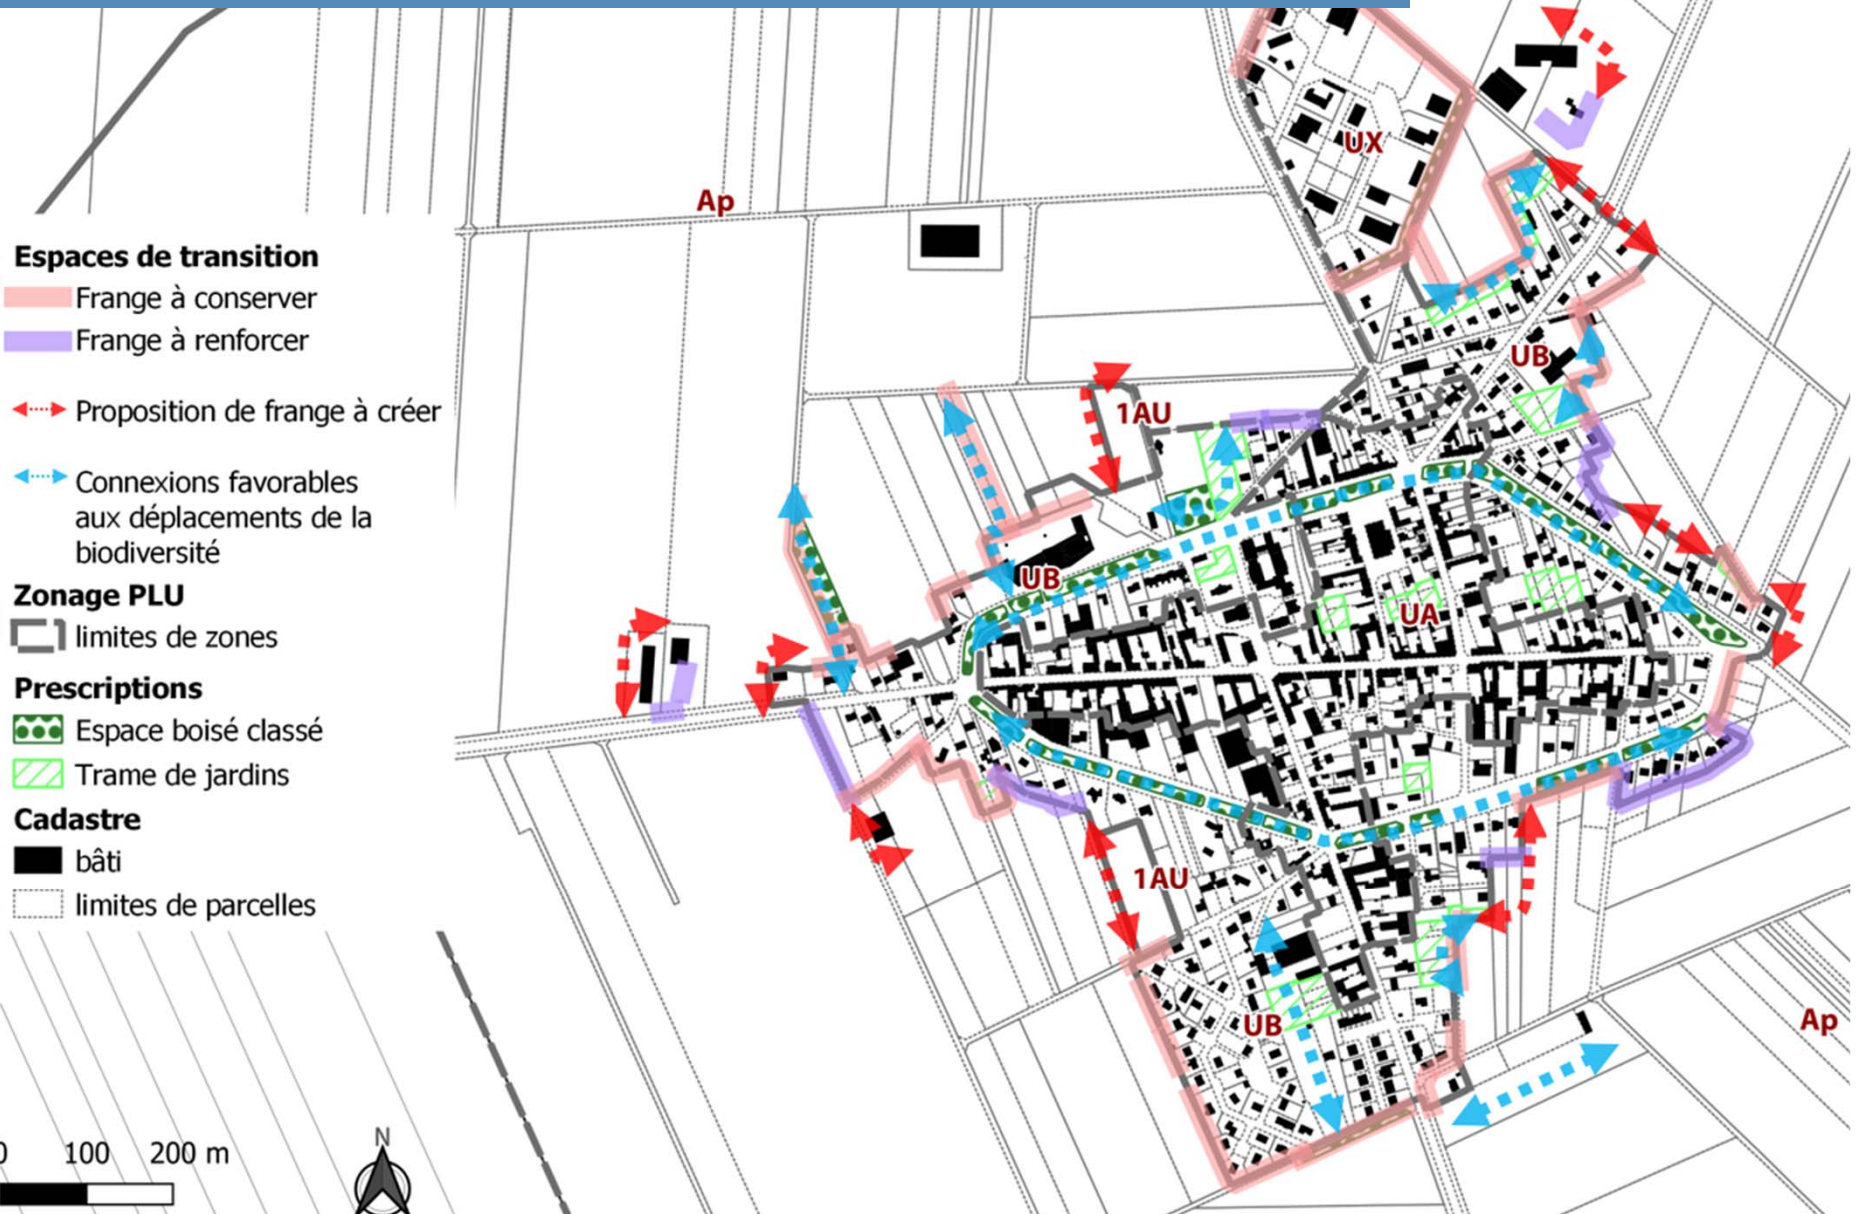 UX
Ap
Espaces de transition
Frange à conserver
Frange à renforcer
UB
Proposition de frange à créer
1AU
Connexions favorables
aux déplacements de la
biodiversité
UB
Zonage PLU
UA
limites de zones
Prescriptions
Espace boisé classé
Trame de jardins
Cadastre
bâti
1AU
limites de parcelles
UB
Ap
0 100 200 m
N